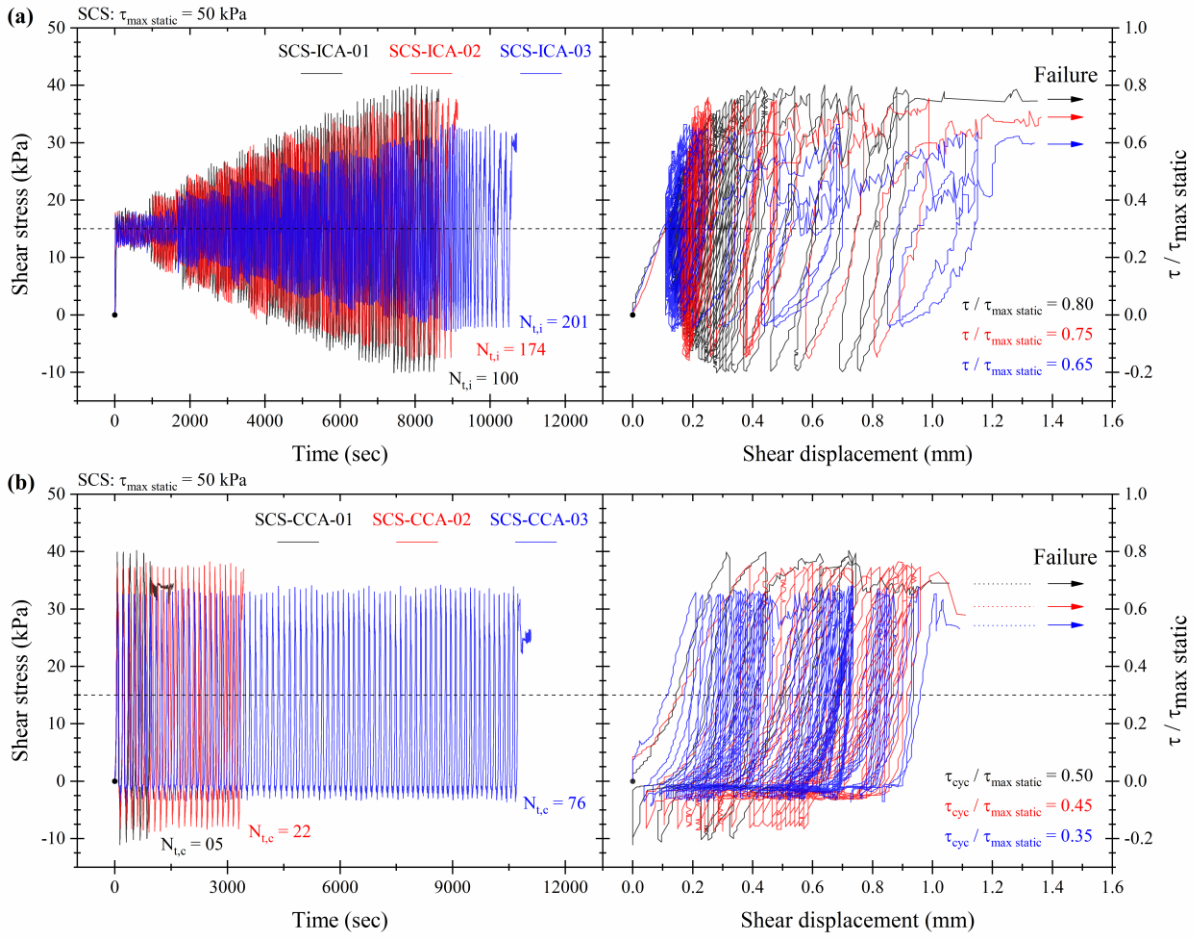 (a)
SCS: τmax static = 50 kPa
SCS-ICA-01 SCS-ICA-02 SCS-ICA-03
Shear stress (kPa)
50
40
30
20
10
0
-10
Nt,i = 201
Nt,i = 174
Nt,i = 100
0 2000 4000 6000 8000 10000 12000
Time (sec)
Failure
τ / τmax static = 0.80
τ / τmax static = 0.75
τ / τmax static = 0.65
1.0
0.8
0.6
0.4
0.2
0.0
-0.2
τ / τmax static
0.0 0.2 0.4 0.6 0.8 1.0 1.2 1.4 1.6
Shear displacement (mm)
(b)
SCS: τmax static = 50 kPa
SCS-CCA-01 SCS-CCA-02 SCS-CCA-03
Shear stress (kPa)
50
40
30
20
10
0
-10
Nt,c = 76
Nt,c = 22
Nt,c = 05
0 3000 6000 9000 12000
Time (sec)
Failure
τcyc / τmax static = 0.50
τcyc / τmax static = 0.45
τcyc / τmax static = 0.35
1.0
0.8
0.6
0.4
0.2
0.0
-0.2
τ / τmax static
0.0 0.2 0.4 0.6 0.8 1.0 1.2 1.4 1.6
Shear displacement (mm)